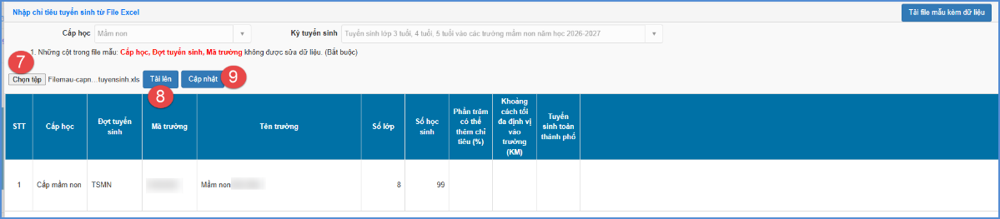 Nhập chỉ tiêu tuyển sinh từ File Excel
Tải file mẫu kèm dữ liệu
Cấp học Mầm non Kỳ tuyển sinh Tuyển sinh lớp 3 tuổi, 4 tuổi, 5 tuổi vào các trường mầm non năm học 2026-2027
1. Những cột trong file mẫu: Cấp học, Đợt tuyển sinh, Mã trường không được sửa dữ liệu. (Bắt buộc)
7
Chọn tệp Filemau-capn...tuyensinh.xls Tải lên Cập nhật 9
8
STT
Cấp học
Đợt tuyển
sinh
Mã trường
Tên trường
Số lớp
Số học
sinh
Phần trăm
có thể
thêm chỉ
tiêu (%)
Khoảng
cách tối
đa định vị
vào
trường
(KM)
Tuyển
sinh toàn
thành phố
1 Cấp mầm non TSMN Mầm non 8 99